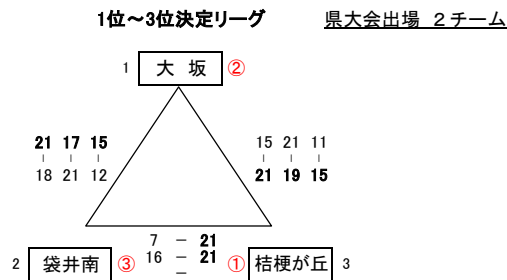 1位～3位決定リーグ 県大会出場 2チーム
1 大 坂 ②
21 17 15 15 21 11
－ － － － － －
18 21 12 21 19 15
7 － 21
16 － 21
－
2 袋井南 ③ ① 桔梗が丘 3